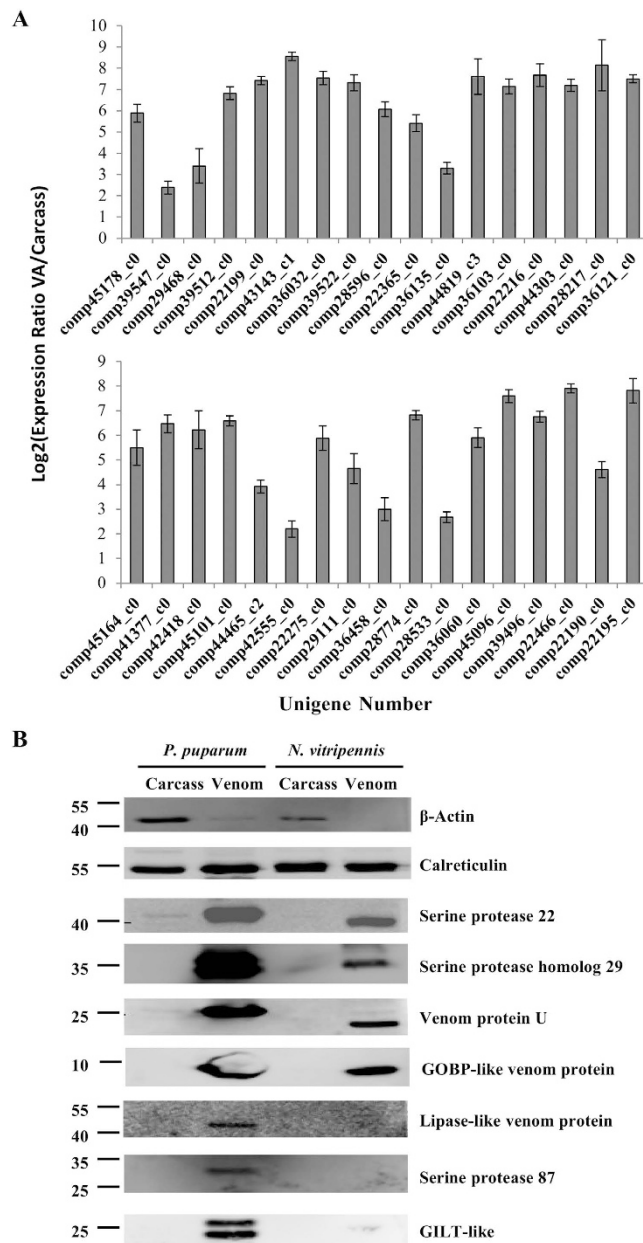 A
Log2(Expression Ratio VA/Carcass)
10
9
8
7
6
5
4
3
2
1
0
comp45178_c0
comp39547_c0
comp29468_c0
comp39512_c0
comp22199_c0
comp43143_c1
comp36032_c0
comp39522_c0
comp28596_c0
comp22365_c0
comp36135_c0
comp44819_c3
comp36103_c0
comp22216_c0
comp44303_c0
comp28217_c0
comp36121_c0
9
8
7
6
5
4
3
2
1
0
comp45164_c0
comp41377_c0
comp42418_c0
comp45101_c0
comp44465_c2
comp42555_c0
comp22275_c0
comp29111_c0
comp36458_c0
comp28774_c0
comp28533_c0
comp36060_c0
comp45096_c0
comp39496_c0
comp22466_c0
comp22190_c0
comp22195_c0
Unigene Number
B
P. puparum N. vitripennis
Carcass Venom Carcass Venom
55
40
β-Actin
55
Calreticulin
40
Serine protease 22
35
Serine protease homolog 29
25
Venom protein U
10
GOBP-like venom protein
55
40
Lipase-like venom protein
35
25
Serine protease 87
25
GILT-like